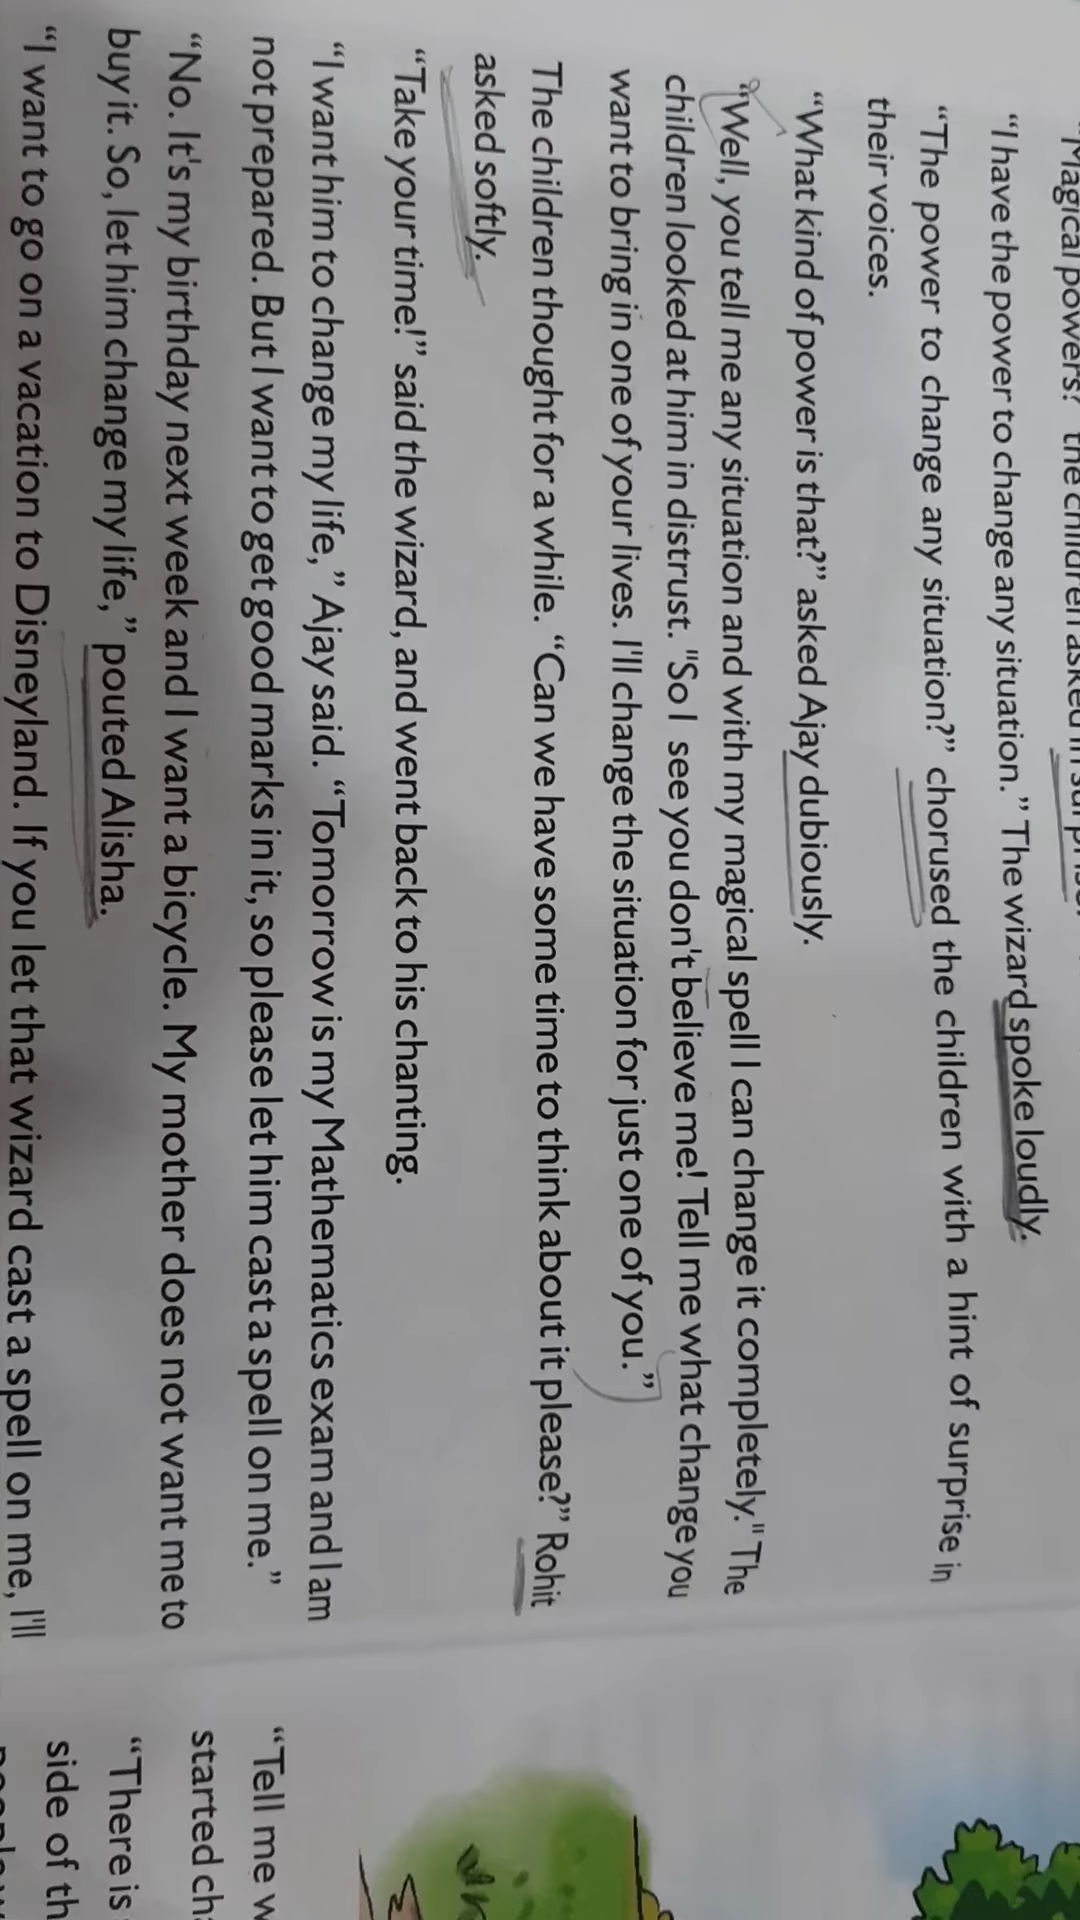 "Magical powers?" the children asked in surprise.
"I have the power to change any situation." The wizard spoke loudly.
"The power to change any situation?" chorused the children with a hint of surprise in
their voices.
"What kind of power is that?" asked Ajay dubiously.
"Well, you tell me any situation and with my magical spell I can change it completely." The
children looked at him in distrust. "So I see you don't believe me! Tell me what change you
want to bring in one of your lives. I'll change the situation for just one of you."
The children thought for a while. "Can we have some time to think about it please?" Rohit
asked softly.
"Take your time!" said the wizard, and went back to his chanting.
"I want him to change my life," Ajay said. "Tomorrow is my Mathematics exam and I am
not prepared. But I want to get good marks in it, so please let him cast a spell on me."
"No. It's my birthday next week and I want a bicycle. My mother does not want me to
buy it. So, let him change my life," pouted Alisha.
"I want to go on a vacation to Disneyland. If you let that wizard cast a spell on me, I'll
"Tell me w
started cha
"There is
side of th